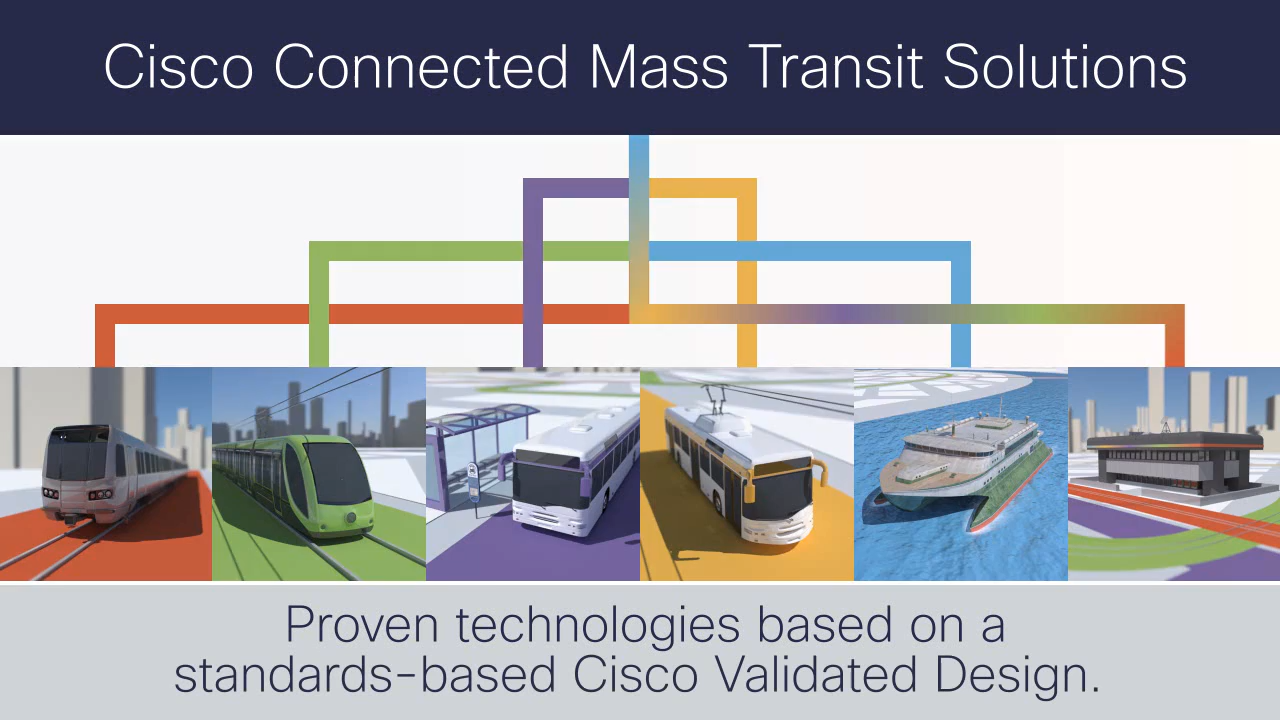 Cisco Connected Mass Transit Solutions
Proven technologies based on a
standards-based Cisco Validated Design.